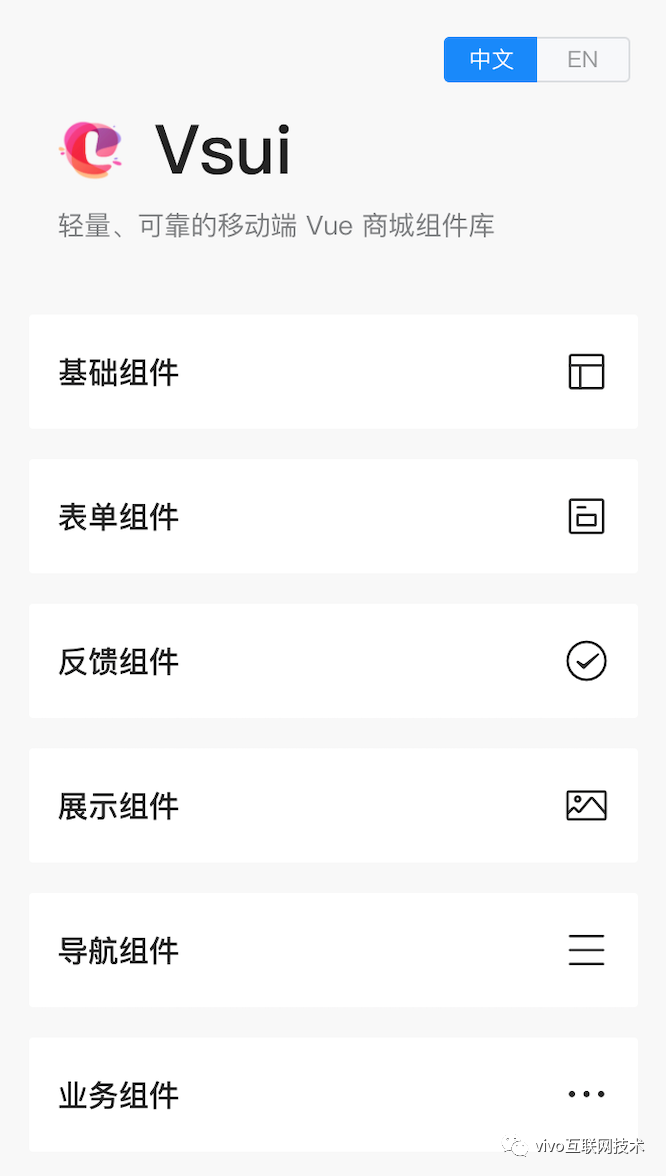 中文 EN
Vsui
轻量、可靠的移动端 Vue 商城组件库
基础组件
表单组件
反馈组件
展示组件
导航组件
业务组件
vivo互联网技术